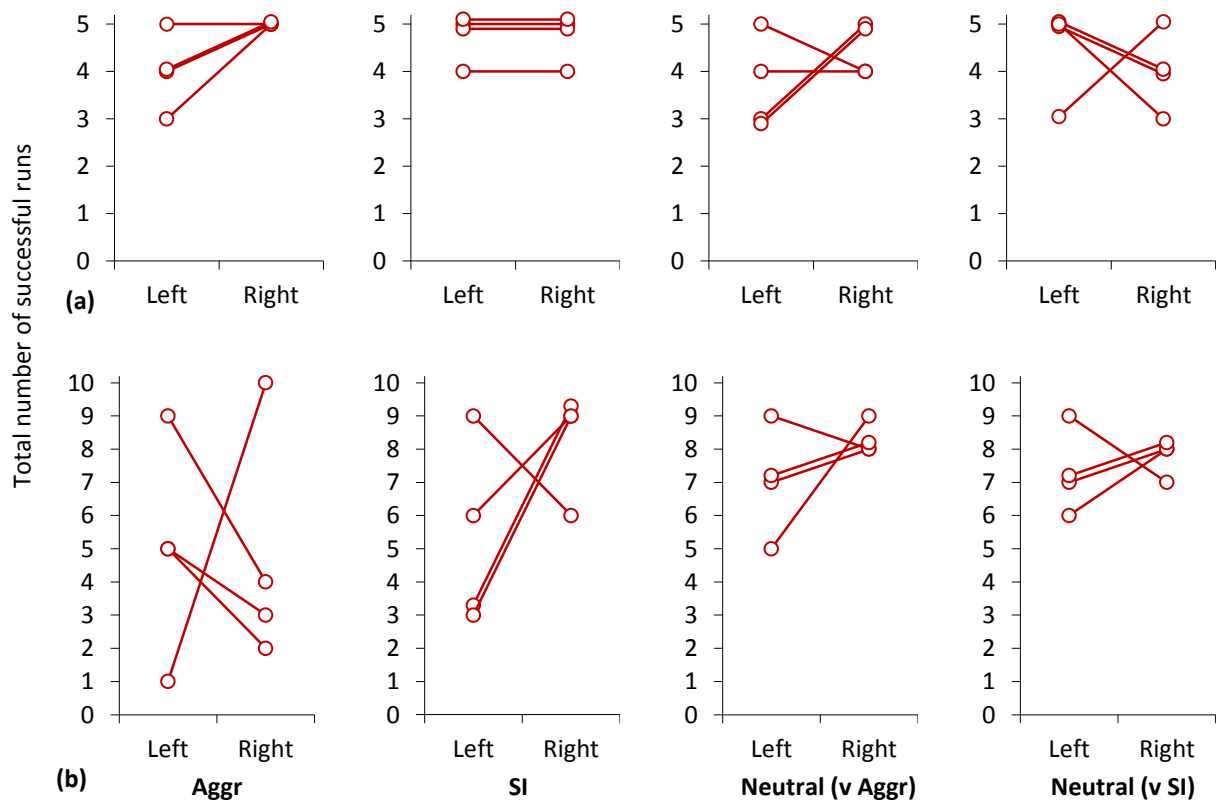 Total number of successful runs
5 5 5 5
4 4 4 4
3 3 3 3
2 2 2 2
1 1 1 1
0 0 0 0
Left Right Left Right Left Right Left Right
(a)
10 10 10 10
9 9 9 9
8 8 8 8
7 7 7 7
6 6 6 6
5 5 5 5
4 4 4 4
3 3 3 3
2 2 2 2
1 1 1 1
0 0 0 0
Left Right Left Right Left Right Left Right
(b) Aggr SI Neutral (v Aggr) Neutral (v SI)